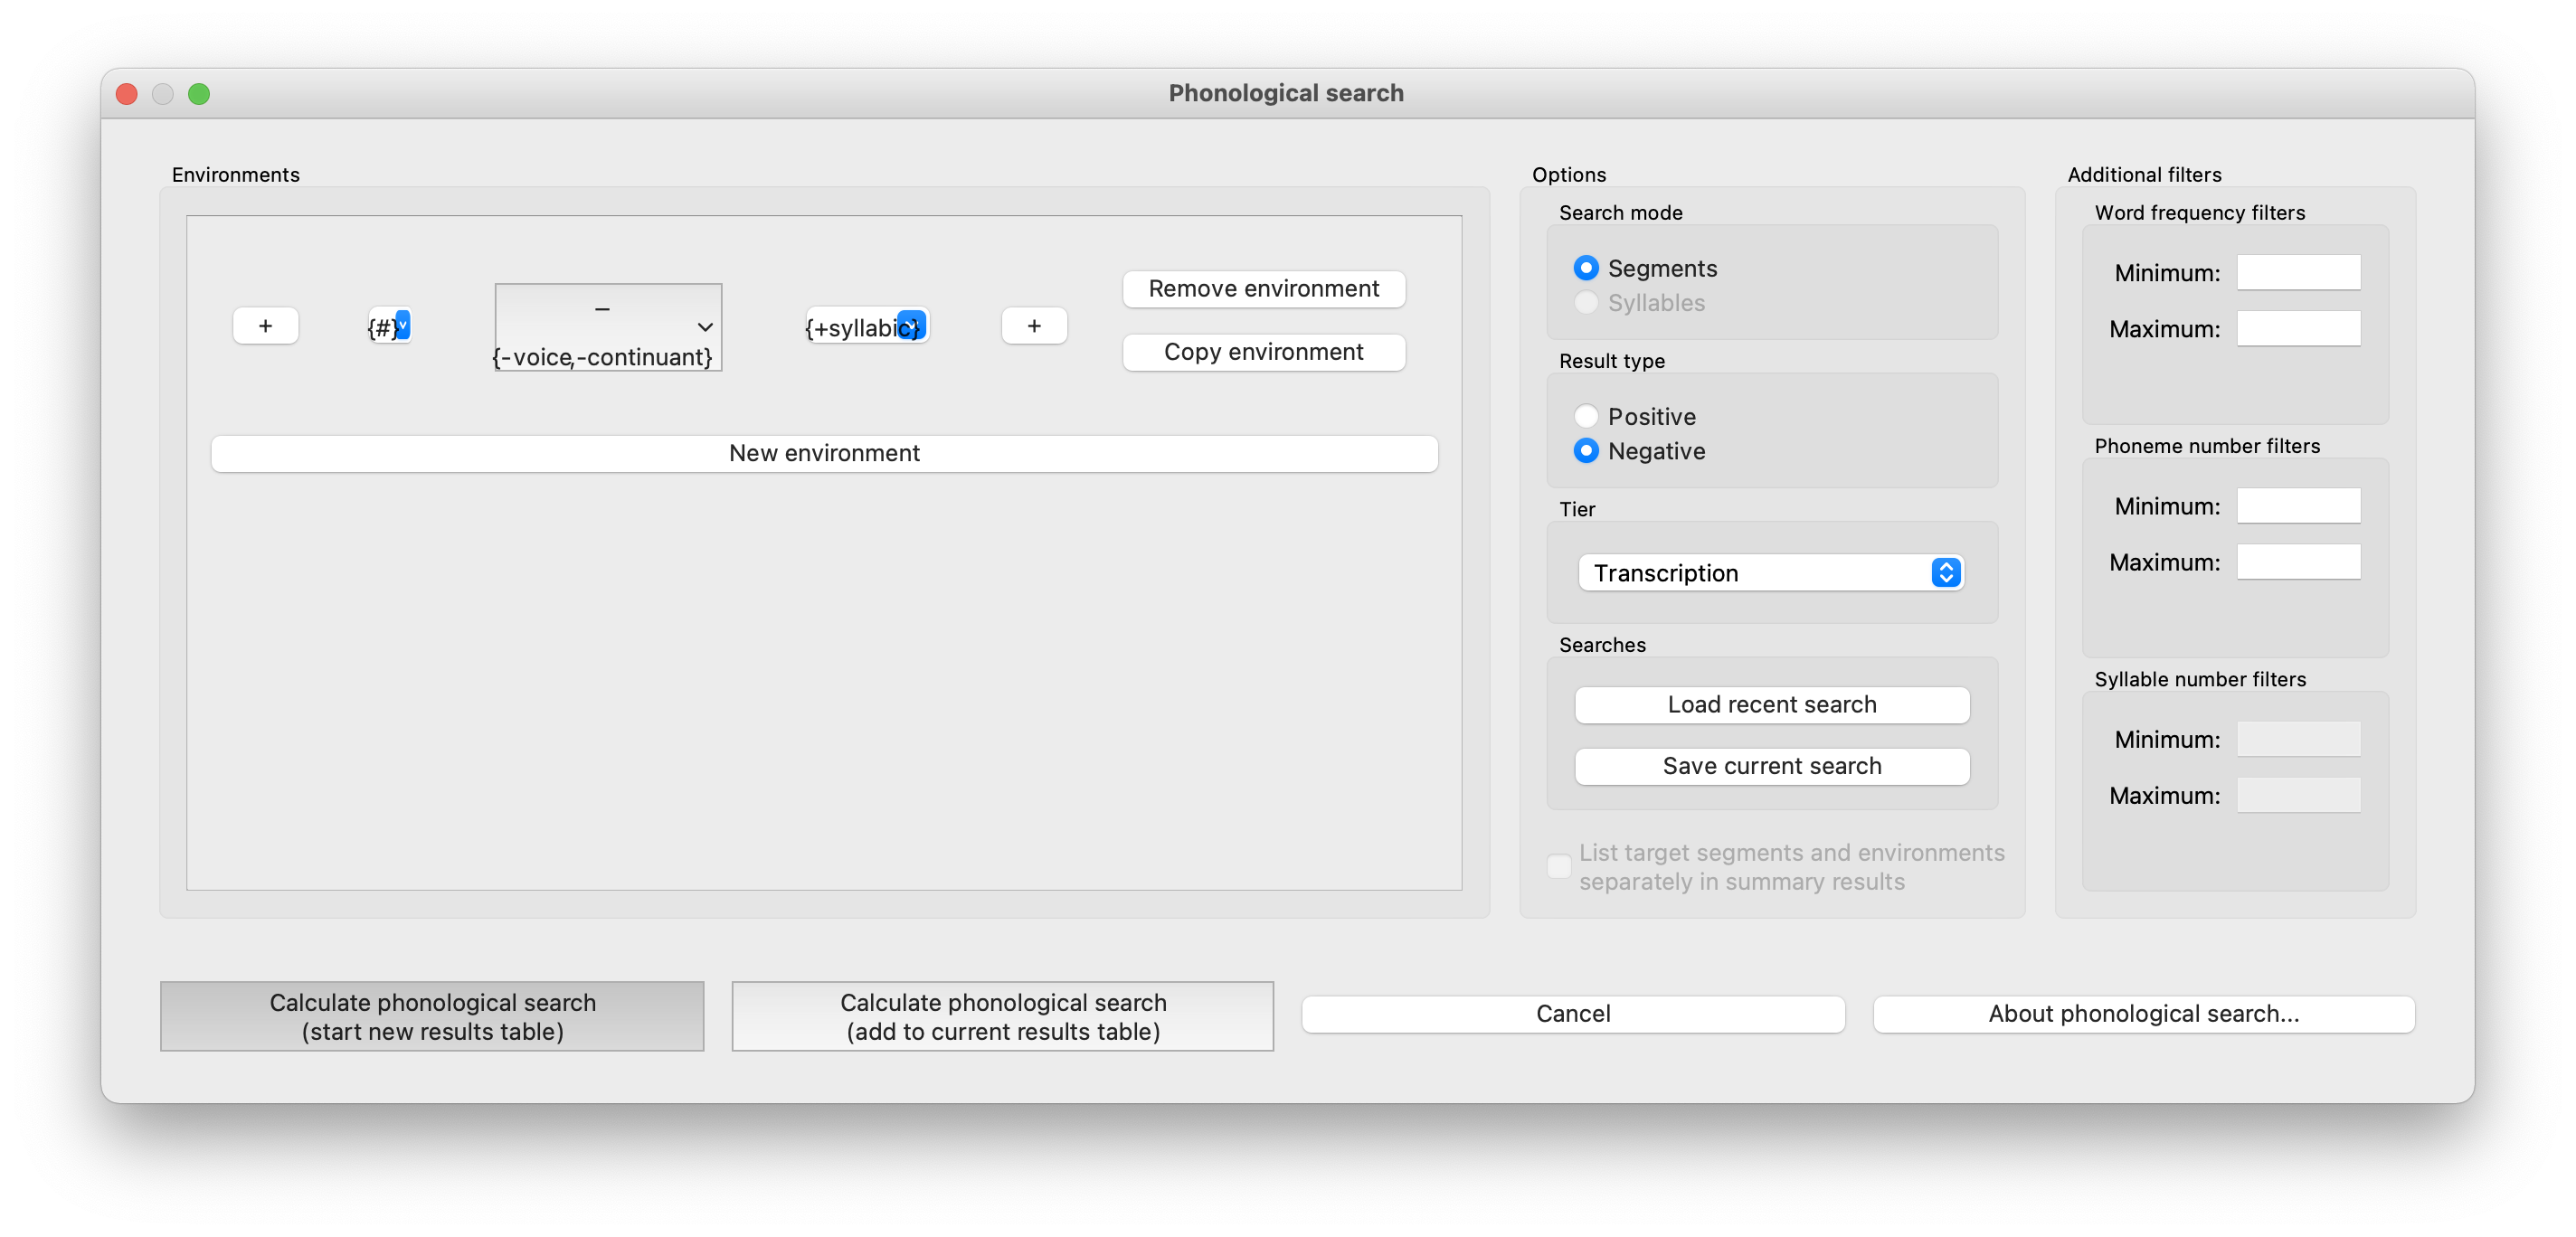 Phonological search
Environments
+
{#}
_
{-voice,-continuant}
{+syllabic}
+
Remove environment
Copy environment
New environment
Options
Search mode
Segments
Syllables
Result type
Positive
Negative
Tier
Transcription
Searches
Load recent search
Save current search
List target segments and environments
separately in summary results
Additional filters
Word frequency filters
Minimum:
Maximum:
Phoneme number filters
Minimum:
Maximum:
Syllable number filters
Minimum:
Maximum:
Calculate phonological search
(start new results table)
Calculate phonological search
(add to current results table)
Cancel
About phonological search...